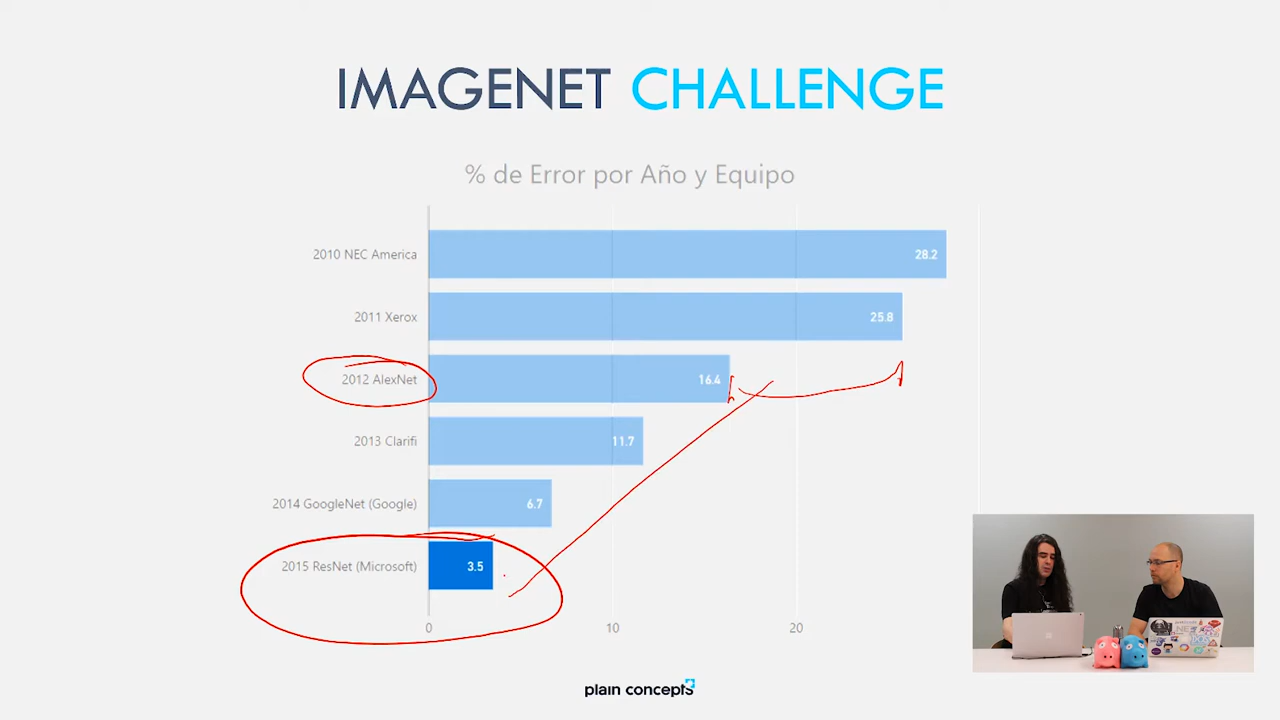 IMAGENET CHALLENGE
% de Error por Año y Equipo
2010 NEC America 28.2
2011 Xerox 25.8
2012 AlexNet 16.4
2013 Clarifi 11.7
2014 GoogleNet (Google) 6.7
2015 ResNet (Microsoft) 3.5
0 10 20
plain concepts